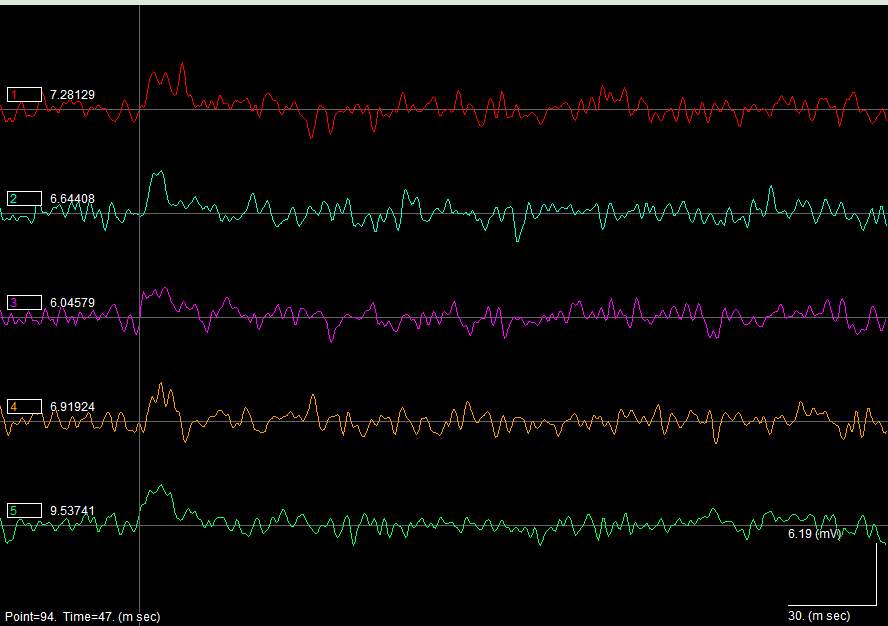 1 7.28129
2 6.64408
3 6.04579
4 6.91924
5 9.53741
6.19 (mV)
Point=94. Time=47. (m sec)
30. (m sec)